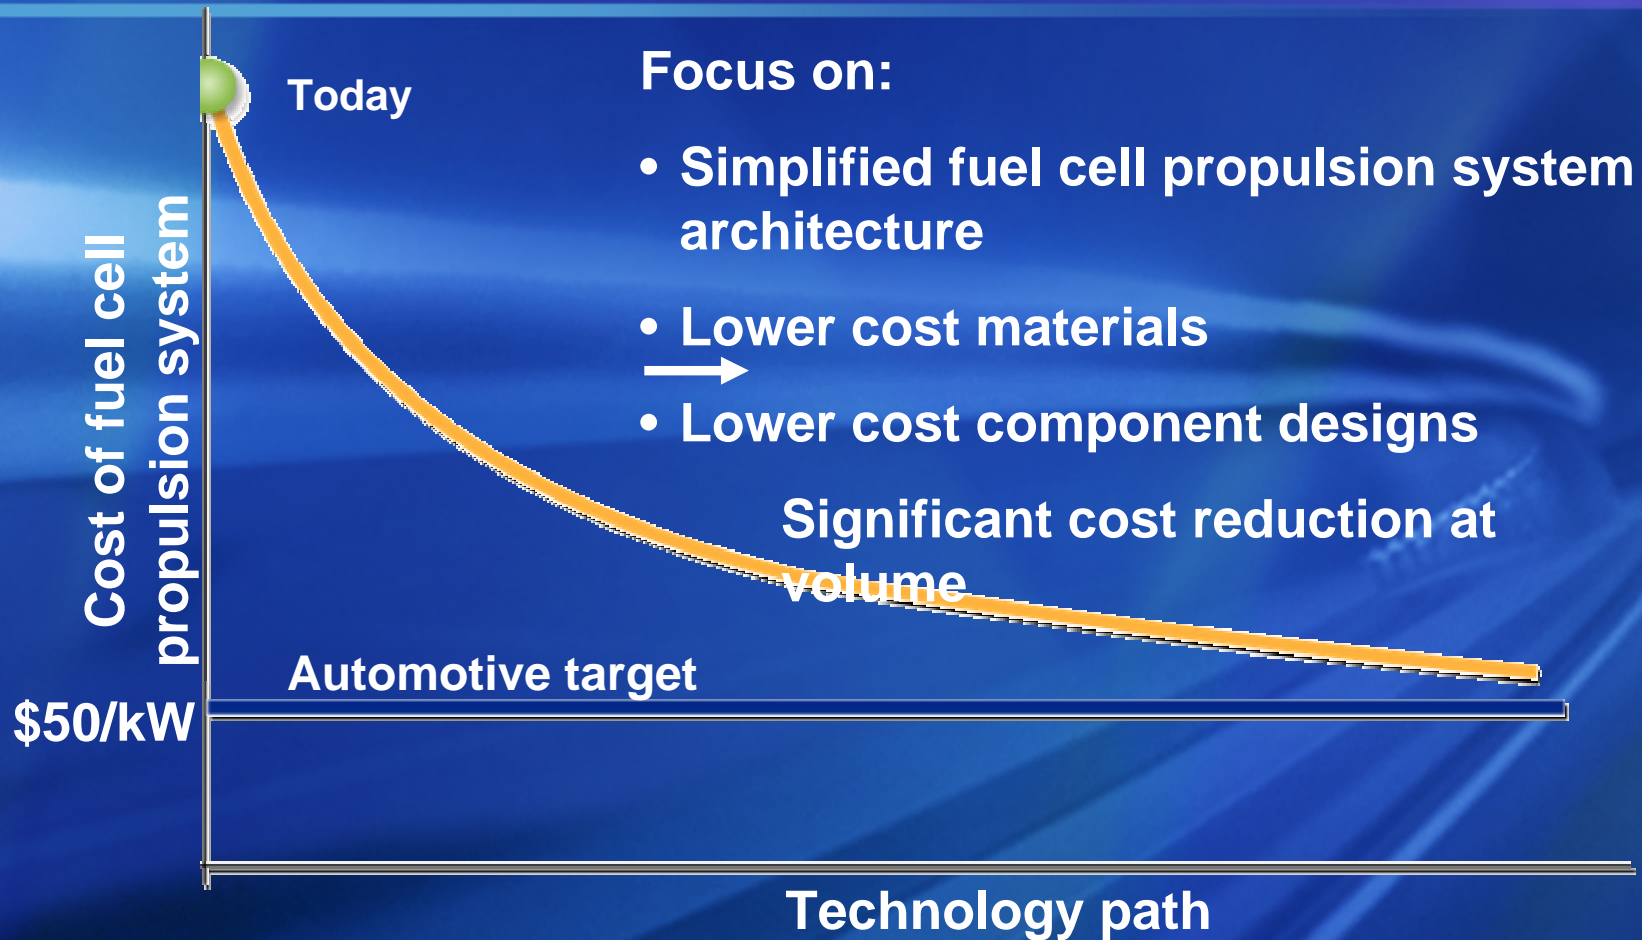 Today
Focus on:
• Simplified fuel cell propulsion system
architecture
• Lower cost materials
• Lower cost component designs
Significant cost reduction at
volume
Cost of fuel cell
propulsion system
Automotive target
$50/kW
Technology path